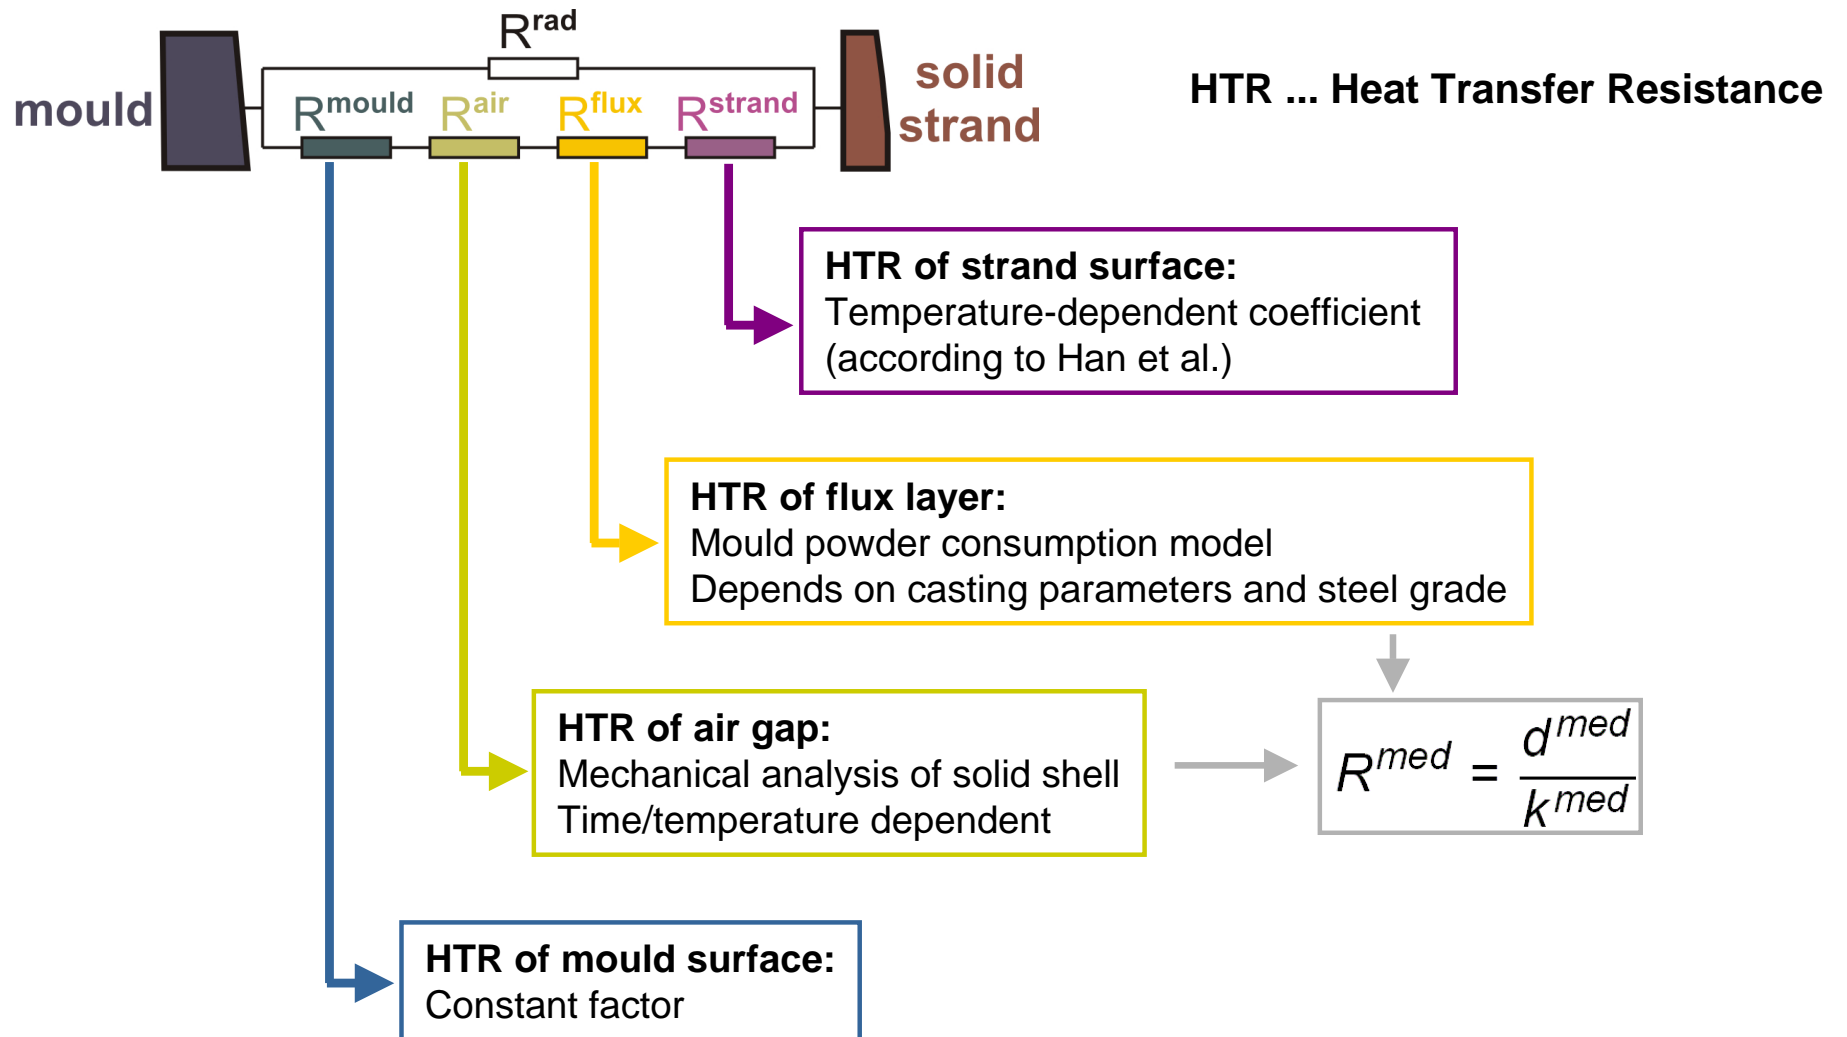 R^rad
mould
solid
strand
HTR ... Heat Transfer Resistance
R^mould R^air R^flux R^strand
HTR of strand surface:
Temperature-dependent coefficient
(according to Han et al.)
HTR of flux layer:
Mould powder consumption model
Depends on casting parameters and steel grade
HTR of air gap:
Mechanical analysis of solid shell
Time/temperature dependent
R^med = d^med / k^med
HTR of mould surface:
Constant factor